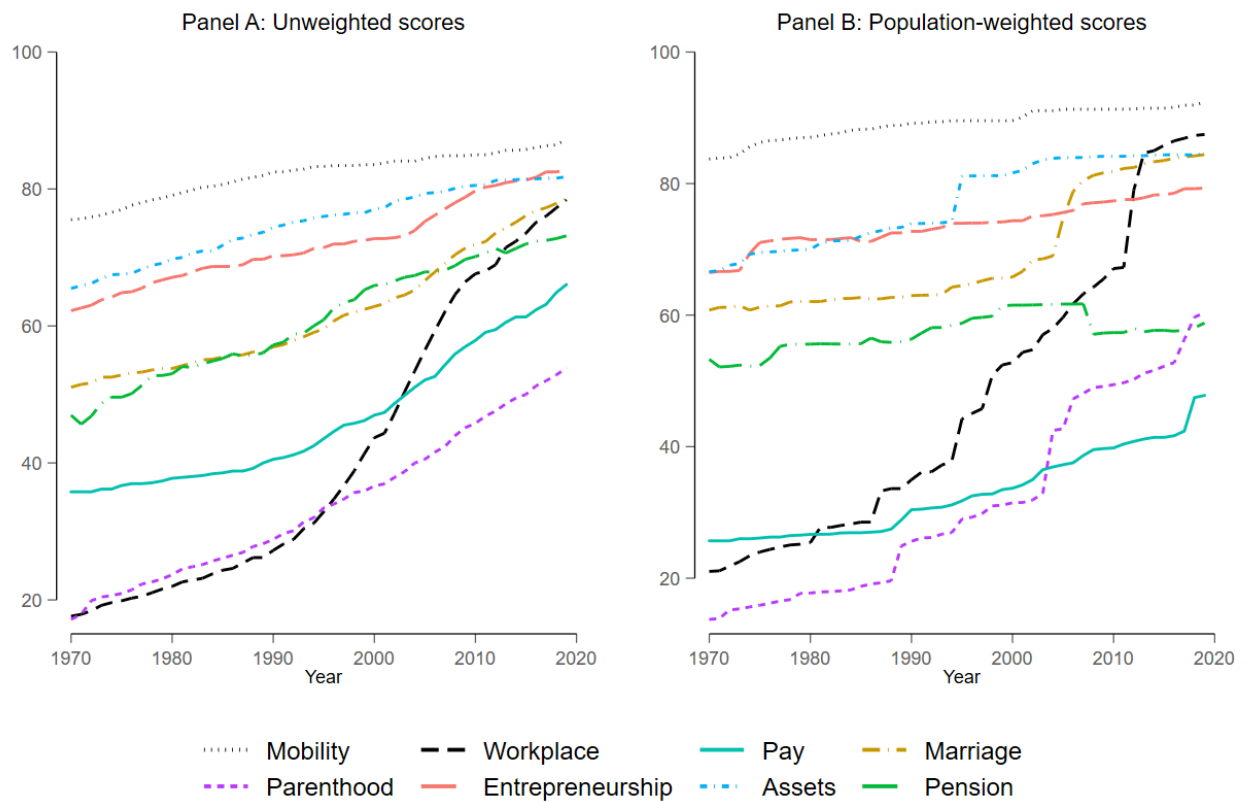 Panel A: Unweighted scores
100
80
60
40
20
1970 1980 1990 2000 2010 2020
Year
Panel B: Population-weighted scores
100
80
60
40
20
1970 1980 1990 2000 2010 2020
Year
Mobility Workplace Pay Marriage
Parenthood Entrepreneurship Assets Pension